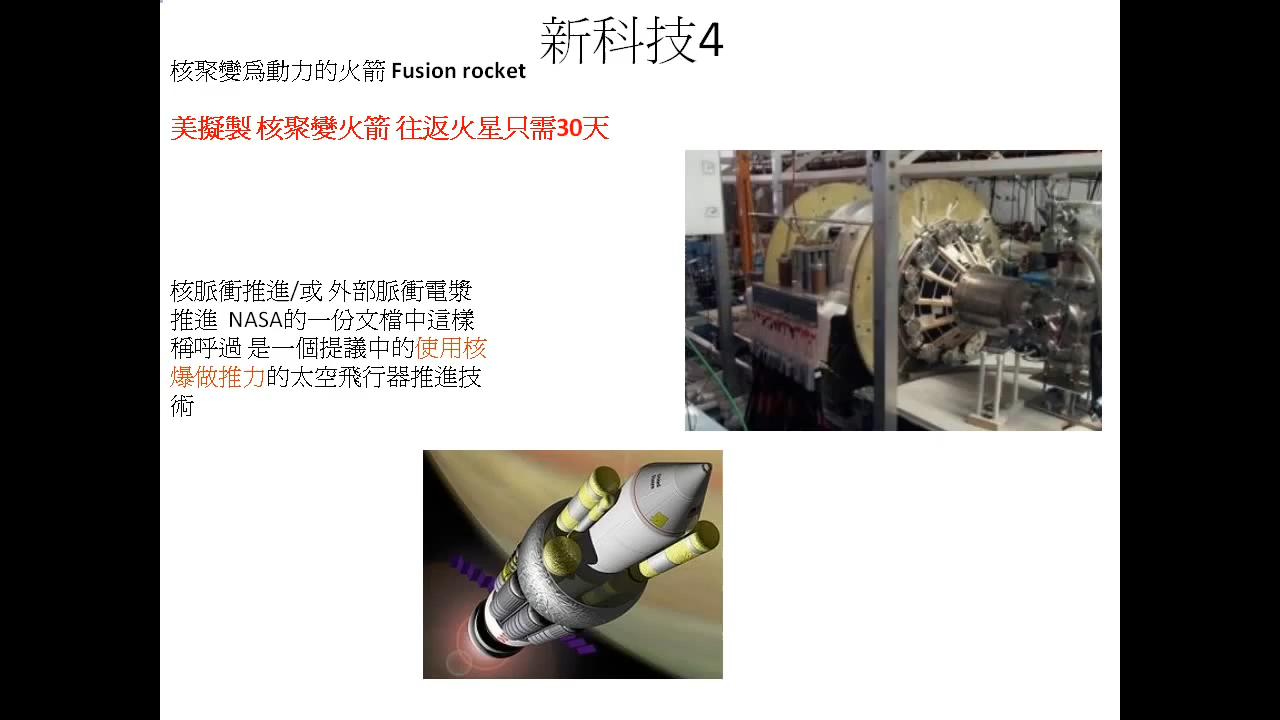 新科技4
核聚變爲動力的火箭 Fusion rocket
美擬製 核聚變火箭 往返火星只需30天
核脈衝推進/或 外部脈衝電漿
推進 NASA的一份文檔中這樣
稱呼過 是一個提議中的使用核
爆做推力的太空飛行器推進技
術